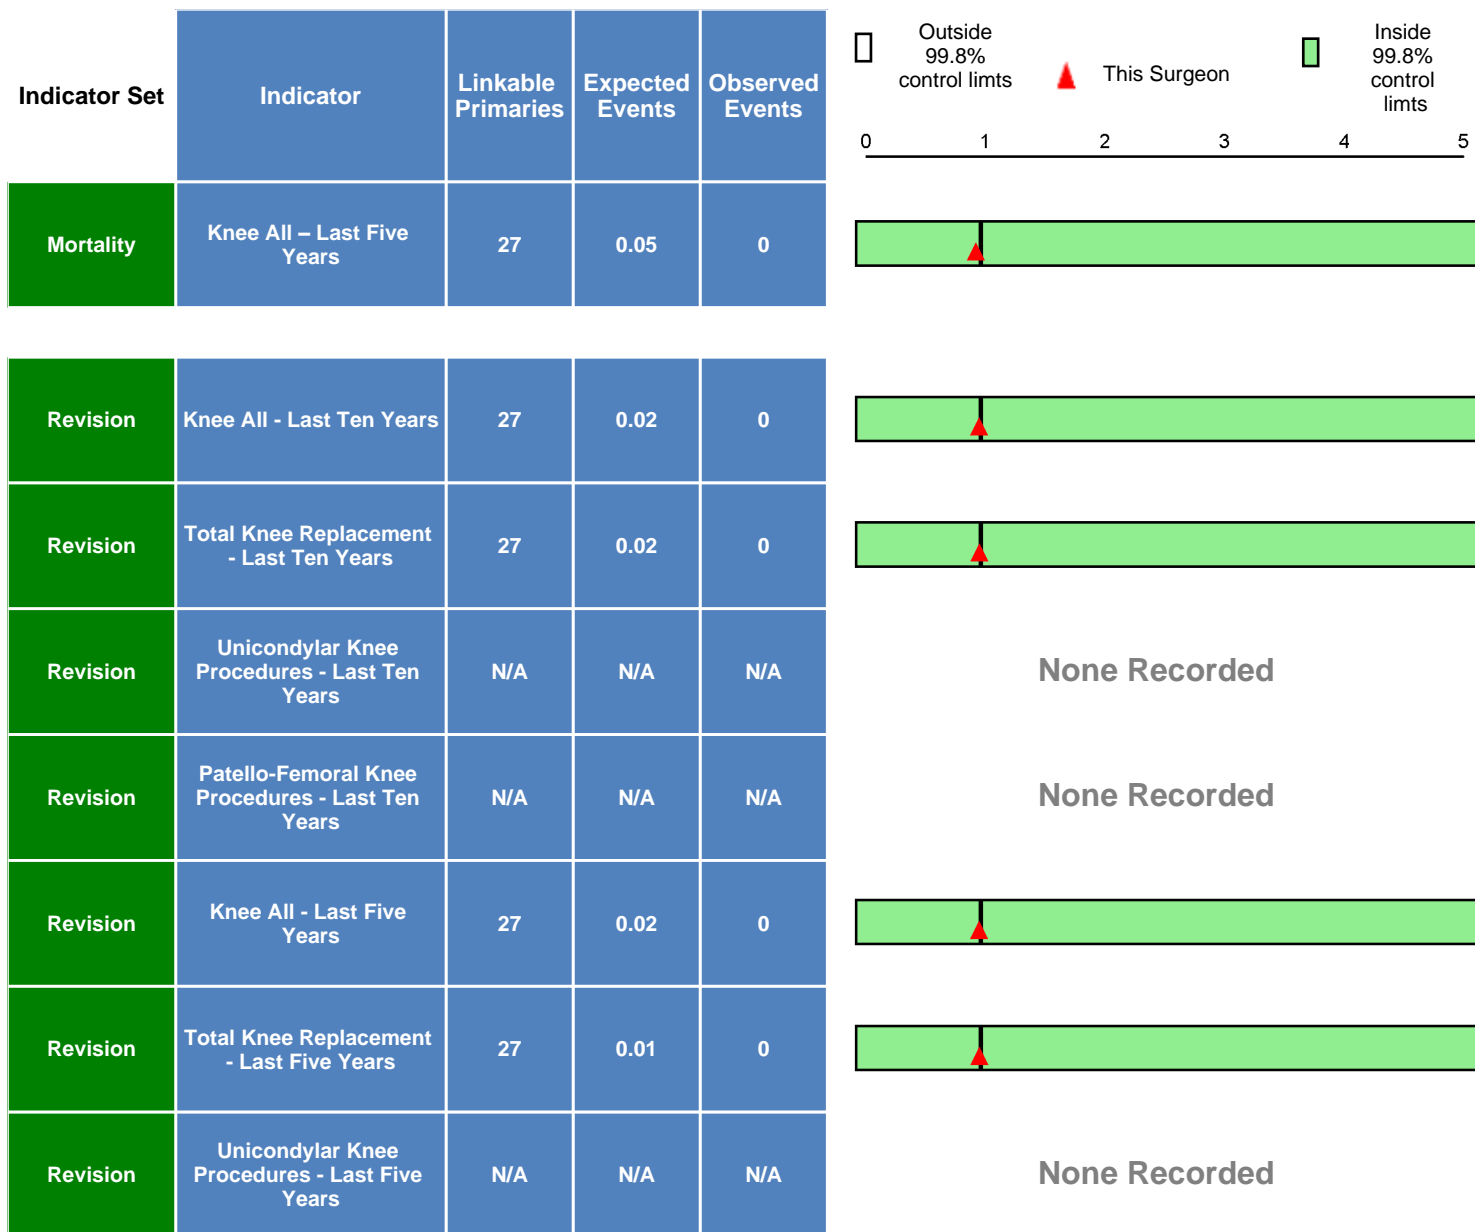 Outside
99.8%
control limts
This Surgeon
Inside
99.8%
control
limts
Indicator Set
Indicator
Linkable
Primaries
Expected
Events
Observed
Events
0 1 2 3 4 5
Mortality
Knee All – Last Five
Years
27
0.05
0
Revision
Knee All - Last Ten Years
27
0.02
0
Revision
Total Knee Replacement
- Last Ten Years
27
0.02
0
Revision
Unicondylar Knee
Procedures - Last Ten
Years
N/A
N/A
N/A
None Recorded
Revision
Patello-Femoral Knee
Procedures - Last Ten
Years
N/A
N/A
N/A
None Recorded
Revision
Knee All - Last Five
Years
27
0.02
0
Revision
Total Knee Replacement
- Last Five Years
27
0.01
0
Revision
Unicondylar Knee
Procedures - Last Five
Years
N/A
N/A
N/A
None Recorded